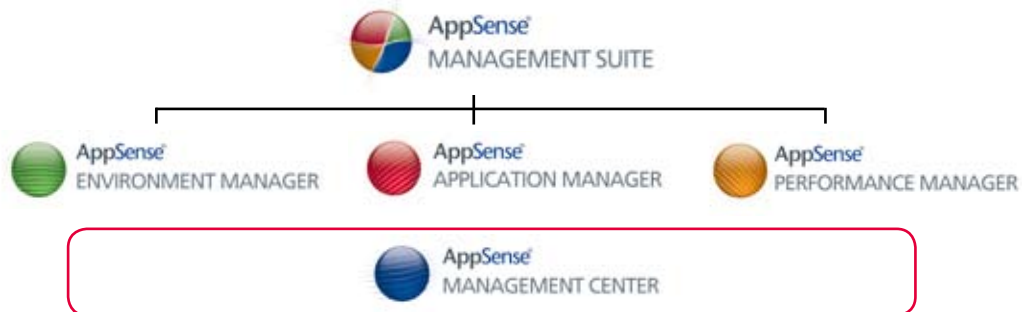 AppSense
MANAGEMENT SUITE
AppSense
ENVIRONMENT MANAGER
AppSense
APPLICATION MANAGER
AppSense
PERFORMANCE MANAGER
AppSense
MANAGEMENT CENTER